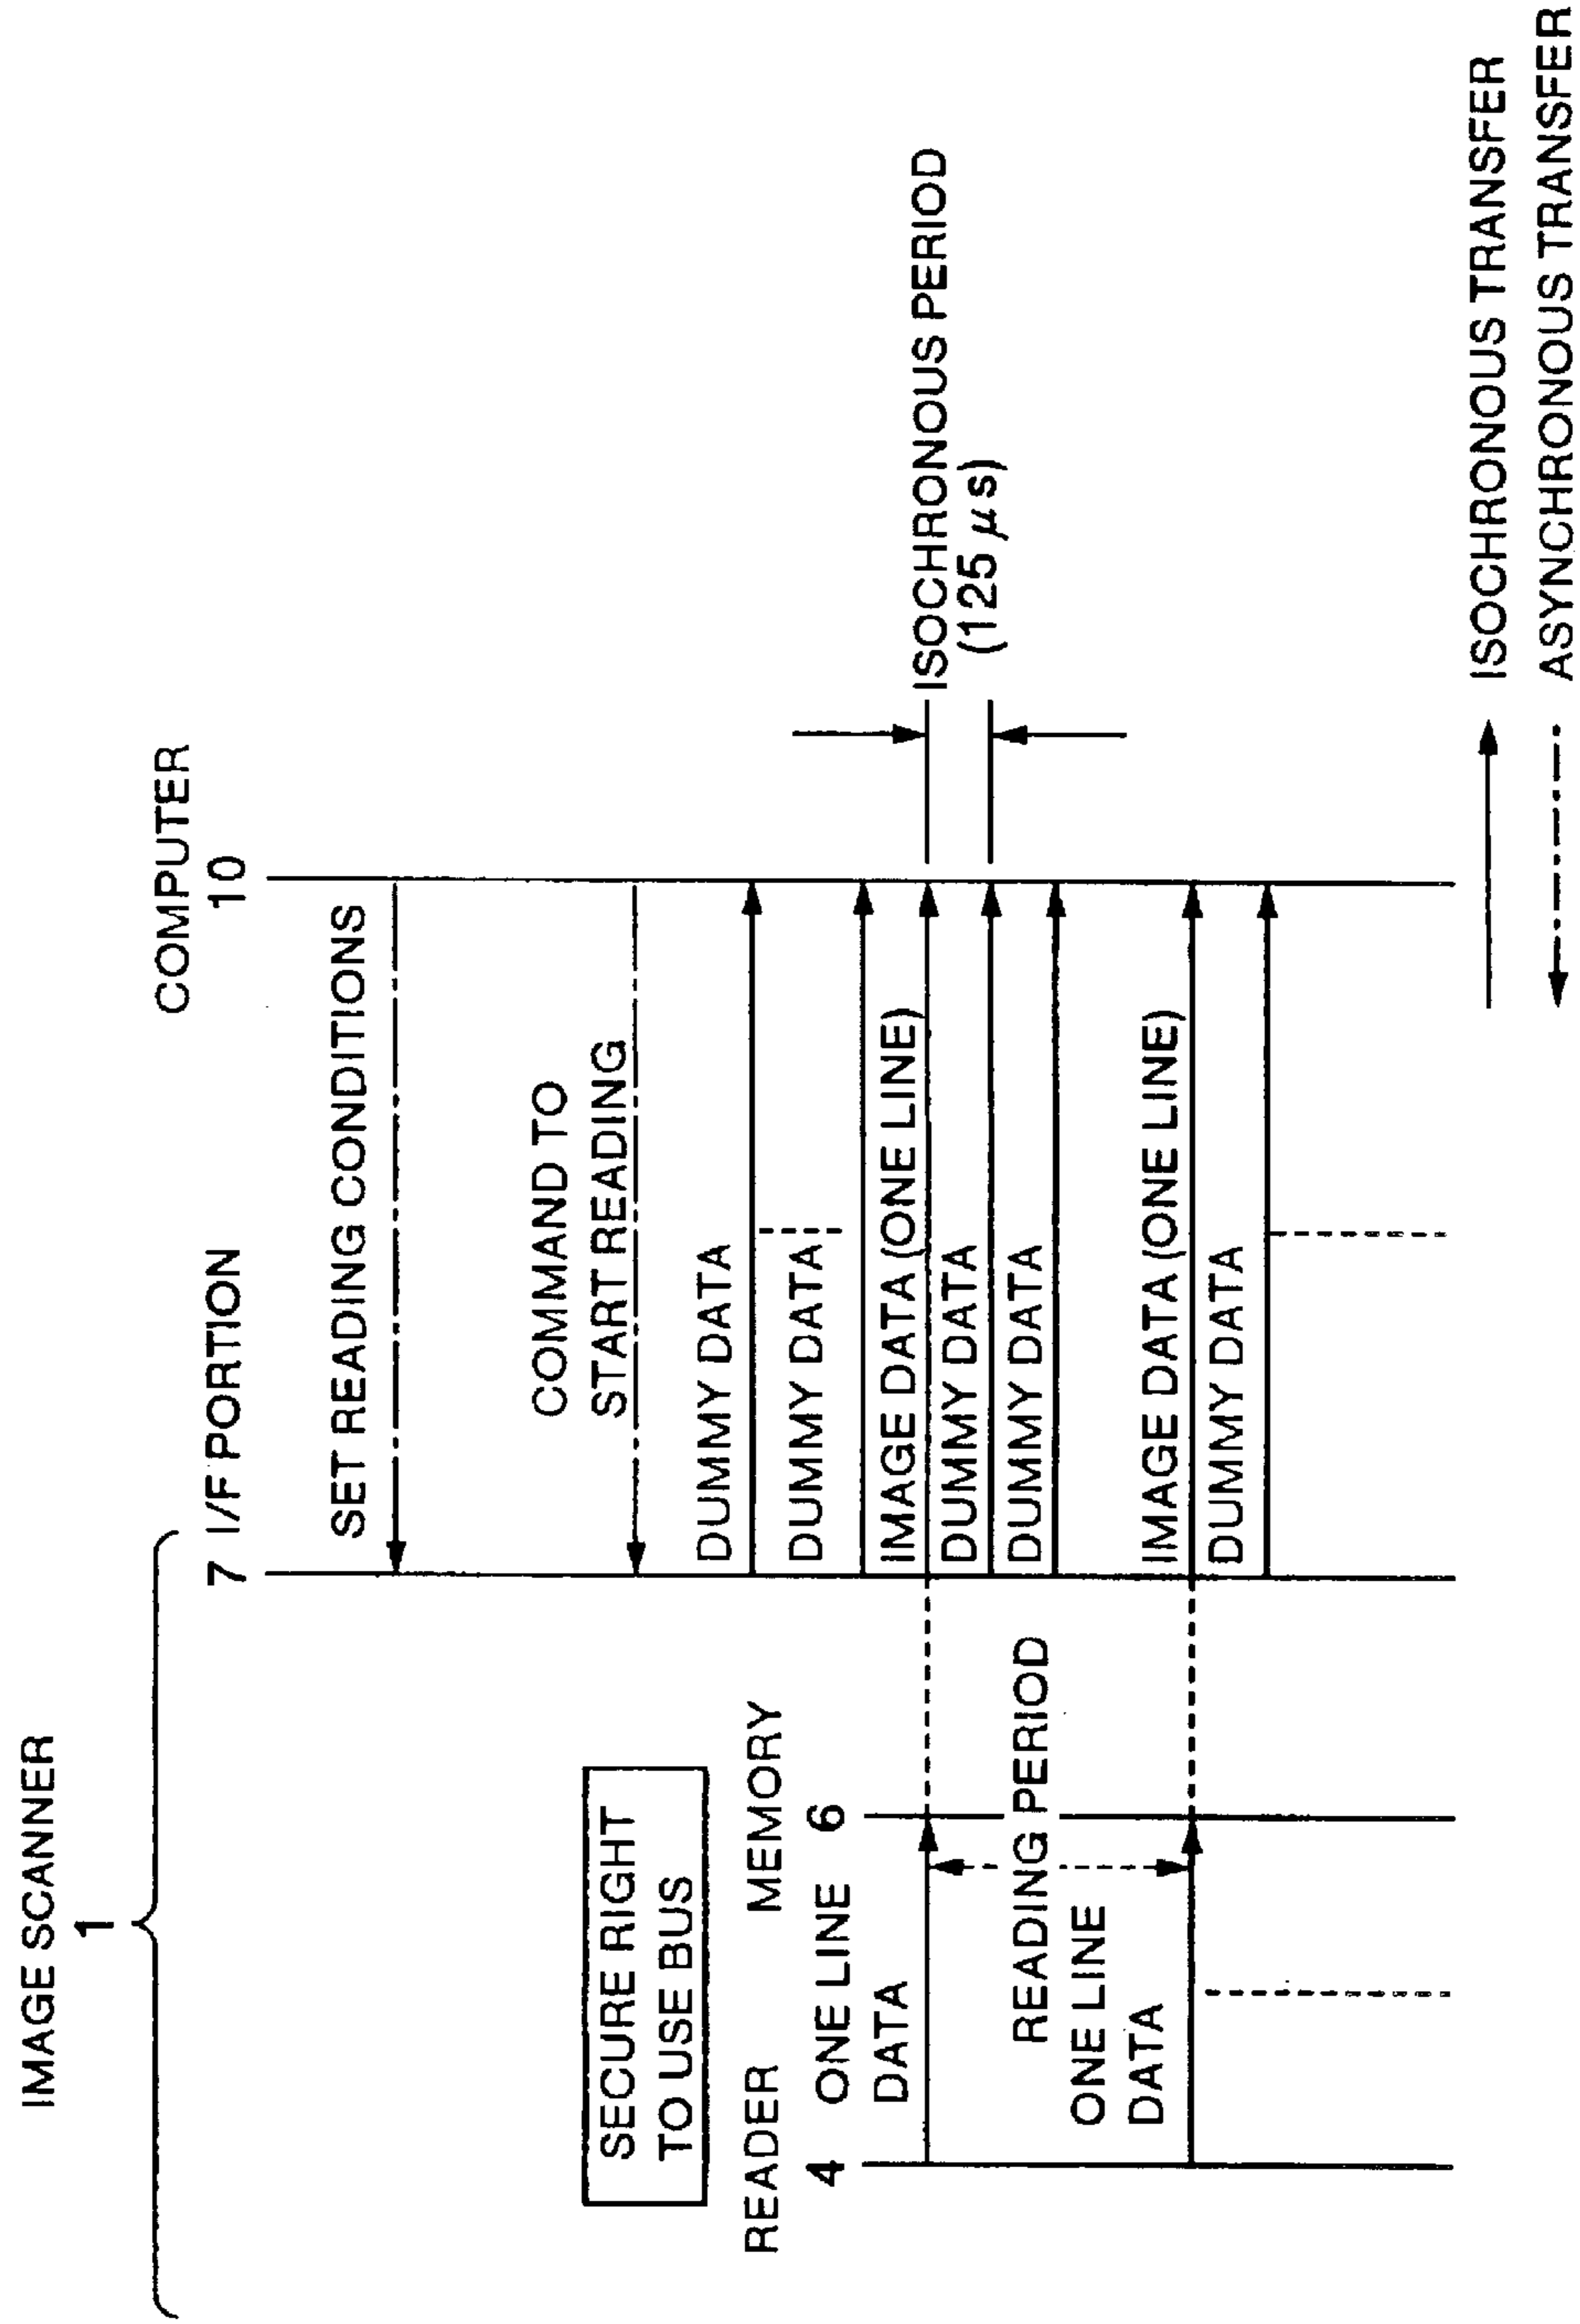 IMAGE SCANNER
1
COMPUTER
7 I/F PORTION
10
SET READING CONDITIONS
COMMAND TO
START READING
SECURE RIGHT
TO USE BUS
DUMMY DATA
READER
MEMORY
DUMMY DATA
4
ONE LINE
6
DATA
IMAGE DATA (ONE LINE)
ISOCHRONOUS PERIOD
(125 μs)
DUMMY DATA
DUMMY DATA
READING PERIOD
ONE LINE
DATA
IMAGE DATA (ONE LINE)
DUMMY DATA
ISOCHRONOUS TRANSFER
ASYNCHRONOUS TRANSFER